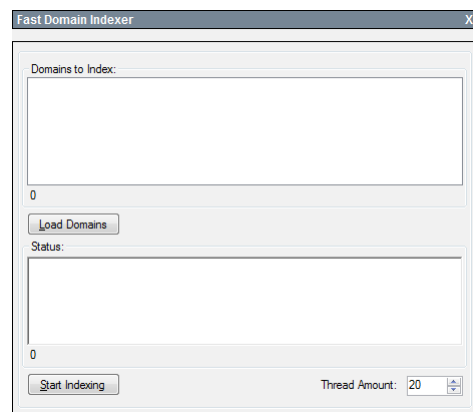 Fast Domain Indexer X
Domains to Index:
0
Load Domains
Status:
0
Start Indexing Thread Amount: 20